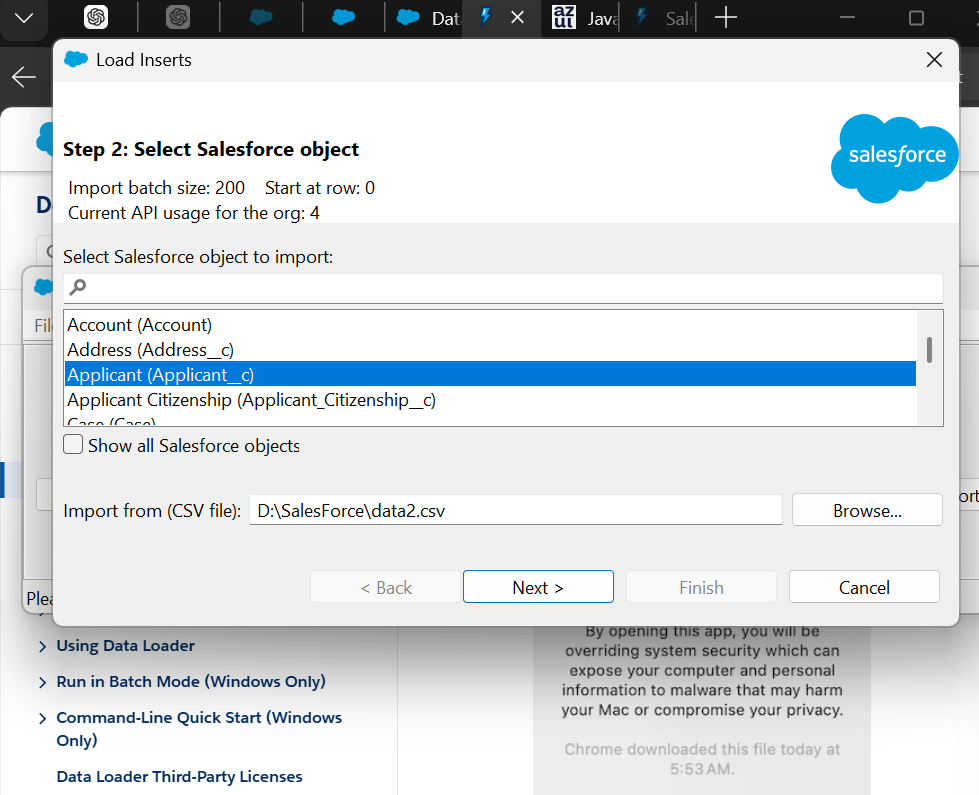 Dat
Java
Sale
Load Inserts
Step 2: Select Salesforce object
salesforce
Import batch size: 200 Start at row: 0
Current API usage for the org: 4
D
Select Salesforce object to import:
Account (Account)
Address (Address__c)
Applicant (Applicant__c)
Applicant Citizenship (Applicant_Citizenship__c)
Case (Case)
File
Show all Salesforce objects
Import from (CSV file): D:\SalesForce\data2.csv Browse...
ort
< Back Next > Finish Cancel
Plea
By opening this app, you will be
overriding system security which can
expose your computer and personal
information to malware that may harm
your Mac or compromise your privacy.
Chrome downloaded this file today at
5:53 AM.
Using Data Loader
Run in Batch Mode (Windows Only)
Command-Line Quick Start (Windows
Only)
Data Loader Third-Party Licenses